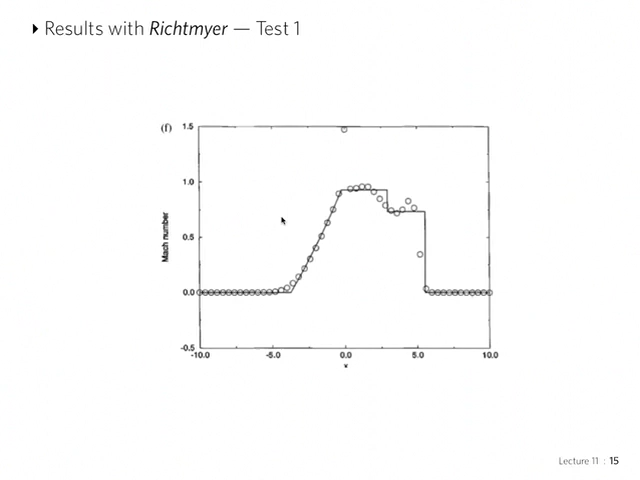 Results with Richtmyer — Test 1
(f)
1.5
1.0
0.5
0.0
-0.5
Mach number
-10.0 -5.0 0.0 5.0 10.0
x
Lecture 11 : 15